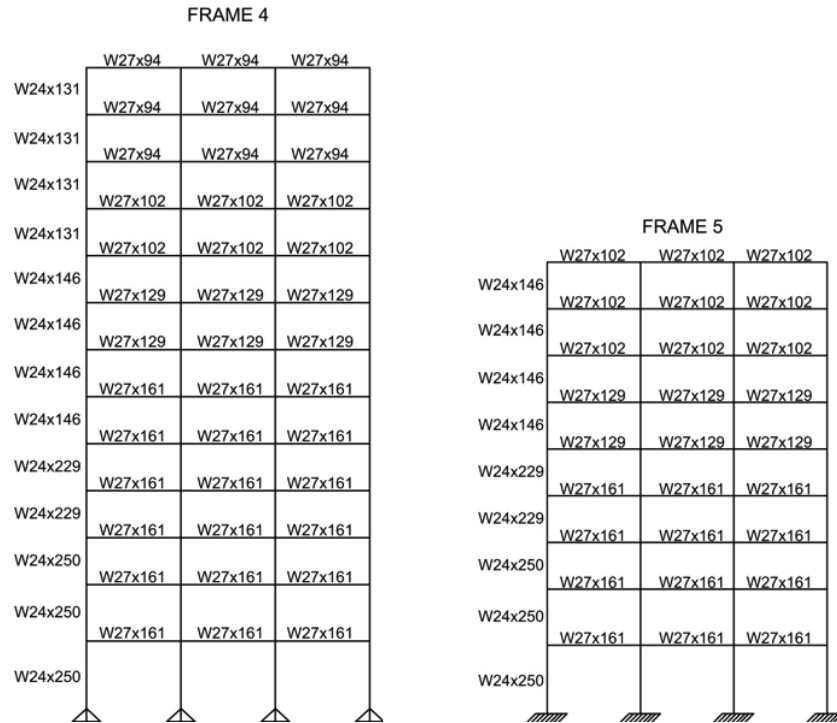 FRAME 4
W27x94 W27x94 W27x94
W24x131
W27x94 W27x94 W27x94
W24x131
W27x94 W27x94 W27x94
W24x131
W27x102 W27x102 W27x102
W24x131
W27x102 W27x102 W27x102
W24x146
W27x129 W27x129 W27x129
W24x146
W27x129 W27x129 W27x129
W24x146
W27x161 W27x161 W27x161
W24x146
W27x161 W27x161 W27x161
W24x229
W27x161 W27x161 W27x161
W24x229
W27x161 W27x161 W27x161
W24x250
W27x161 W27x161 W27x161
W24x250
W27x161 W27x161 W27x161
W24x250
FRAME 5
W27x102 W27x102 W27x102
W24x146
W27x102 W27x102 W27x102
W24x146
W27x102 W27x102 W27x102
W24x146
W27x129 W27x129 W27x129
W24x146
W27x129 W27x129 W27x129
W24x229
W27x161 W27x161 W27x161
W24x229
W27x161 W27x161 W27x161
W24x250
W27x161 W27x161 W27x161
W24x250
W27x161 W27x161 W27x161
W24x250